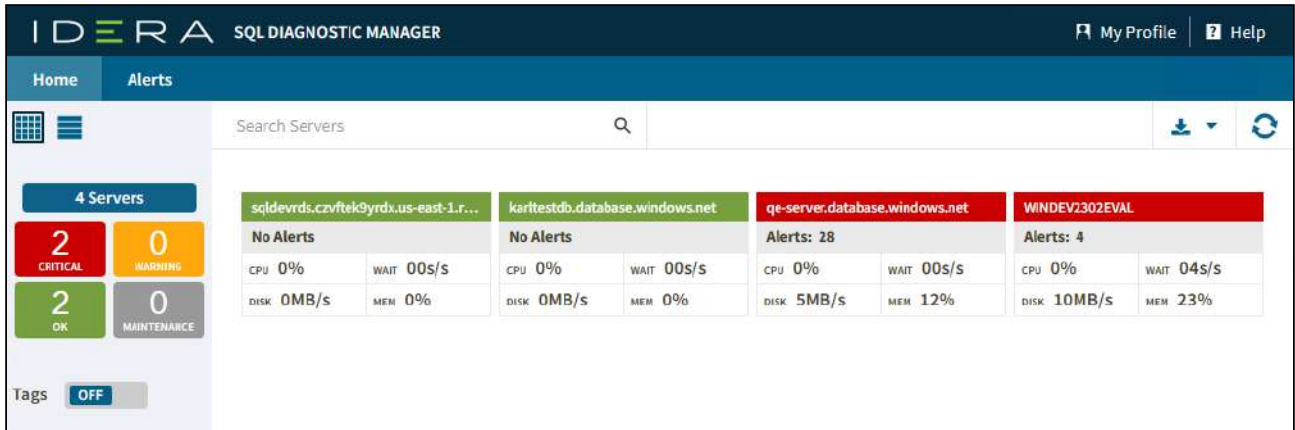 IDERA SQL DIAGNOSTIC MANAGER My Profile ? Help
Home Alerts
Search Servers
4 Servers
2 CRITICAL
0 WARNING
2 OK
0 MAINTENANCE
Tags OFF
sqldevrds.czvftek9yrdx.us-east-1.r...
No Alerts
CPU 0% WAIT 00s/s
DISK 0MB/s MEM 0%
karltestdb.database.windows.net
No Alerts
CPU 0% WAIT 00s/s
DISK 0MB/s MEM 0%
qe-server.database.windows.net
Alerts: 28
CPU 0% WAIT 00s/s
DISK 5MB/s MEM 12%
WINDEV2302EVAL
Alerts: 4
CPU 0% WAIT 04s/s
DISK 10MB/s MEM 23%